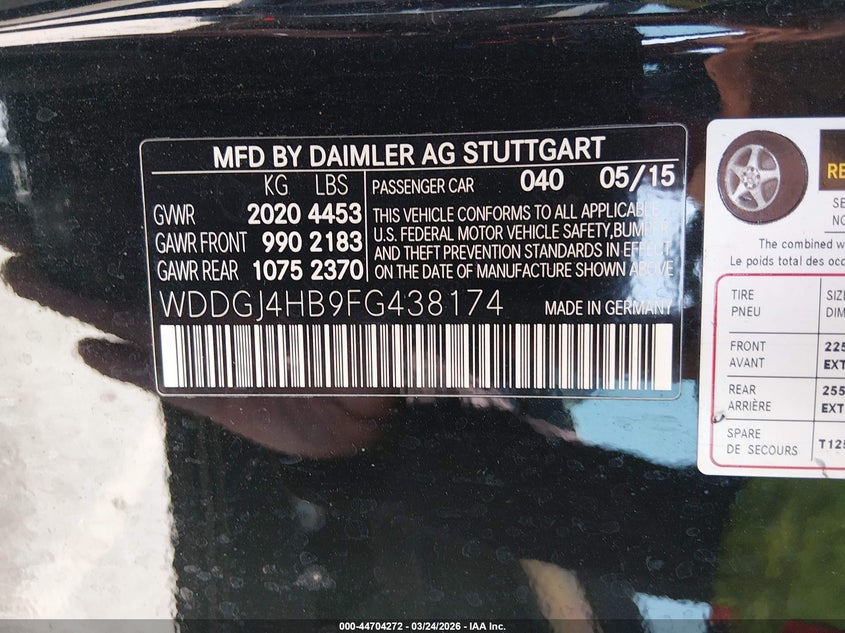 MFD BY DAIMLER AG STUTTGART
KG LBS
GVWR 2020 4453
GAWR FRONT 990 2183
GAWR REAR 1075 2370
PASSENGER CAR 040 05/15
THIS VEHICLE CONFORMS TO ALL APPLICABLE
U.S. FEDERAL MOTOR VEHICLE SAFETY, BUMPER
AND THEFT PREVENTION STANDARDS IN EFFECT
ON THE DATE OF MANUFACTURE SHOWN ABOVE
WDDGJ4HB9FG438174 MADE IN GERMANY
The combined
Le poids total des
TIRE
PNEU
FRONT
AVANT
REAR
ARRIÈRE
SPARE
DE SECOURS
000-44704272 - 03/24/2026 - IAA Inc.